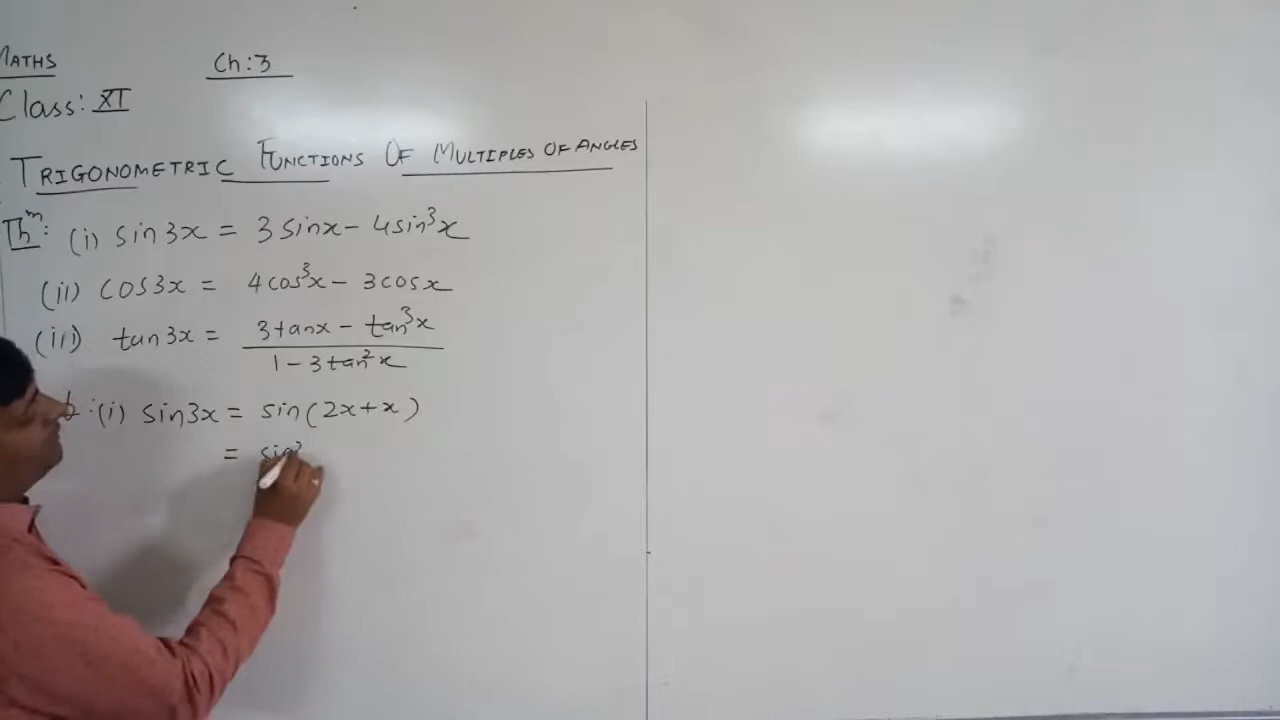 MATHS Ch:3
Class: XI
TRIGONOMETRIC FUNCTIONS OF MULTIPLES OF ANGLES
Thᵐ: (i) sin3x = 3sinx - 4sin³x
(ii) cos3x = 4cos³x - 3cosx
(iii) tan3x = (3tanx - tan³x)/(1 - 3tan²x)
(i) sin3x = sin(2x+x)
= sin